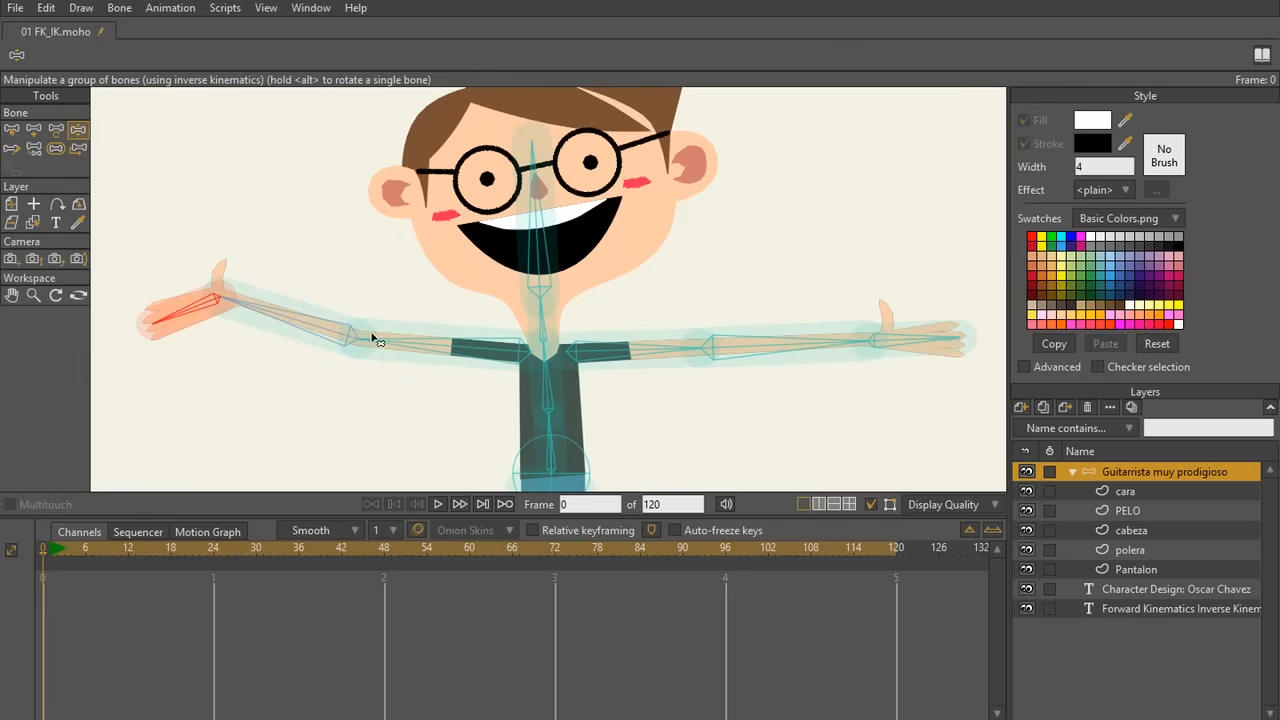 File Edit Draw Bone Animation Scripts View Window Help
01 FK_IK.moho
Manipulate a group of bones (using inverse kinematics) (hold <alt> to rotate a single bone) Frame: 0
Tools
Bone
Layer
Camera
Workspace
Style
Fill
Stroke
No Brush
Width 4
Effect <plain> ...
Swatches Basic Colors.png
Copy Paste Reset
Advanced Checker selection
Layers
Name contains...
Name
Guitarrista muy prodigioso
cara
PELO
cabeza
polera
Pantalon
Character Design: Oscar Chavez
Forward Kinematics Inverse Kinem
Multitouch Frame 0 of 120 Display Quality
Channels Sequencer Motion Graph Smooth 1 Onion Skins Relative keyframing Auto-freeze keys
0 6 12 18 24 30 36 42 48 54 60 66 72 78 84 90 96 102 108 114 120 126 132
0 1 2 3 4 5